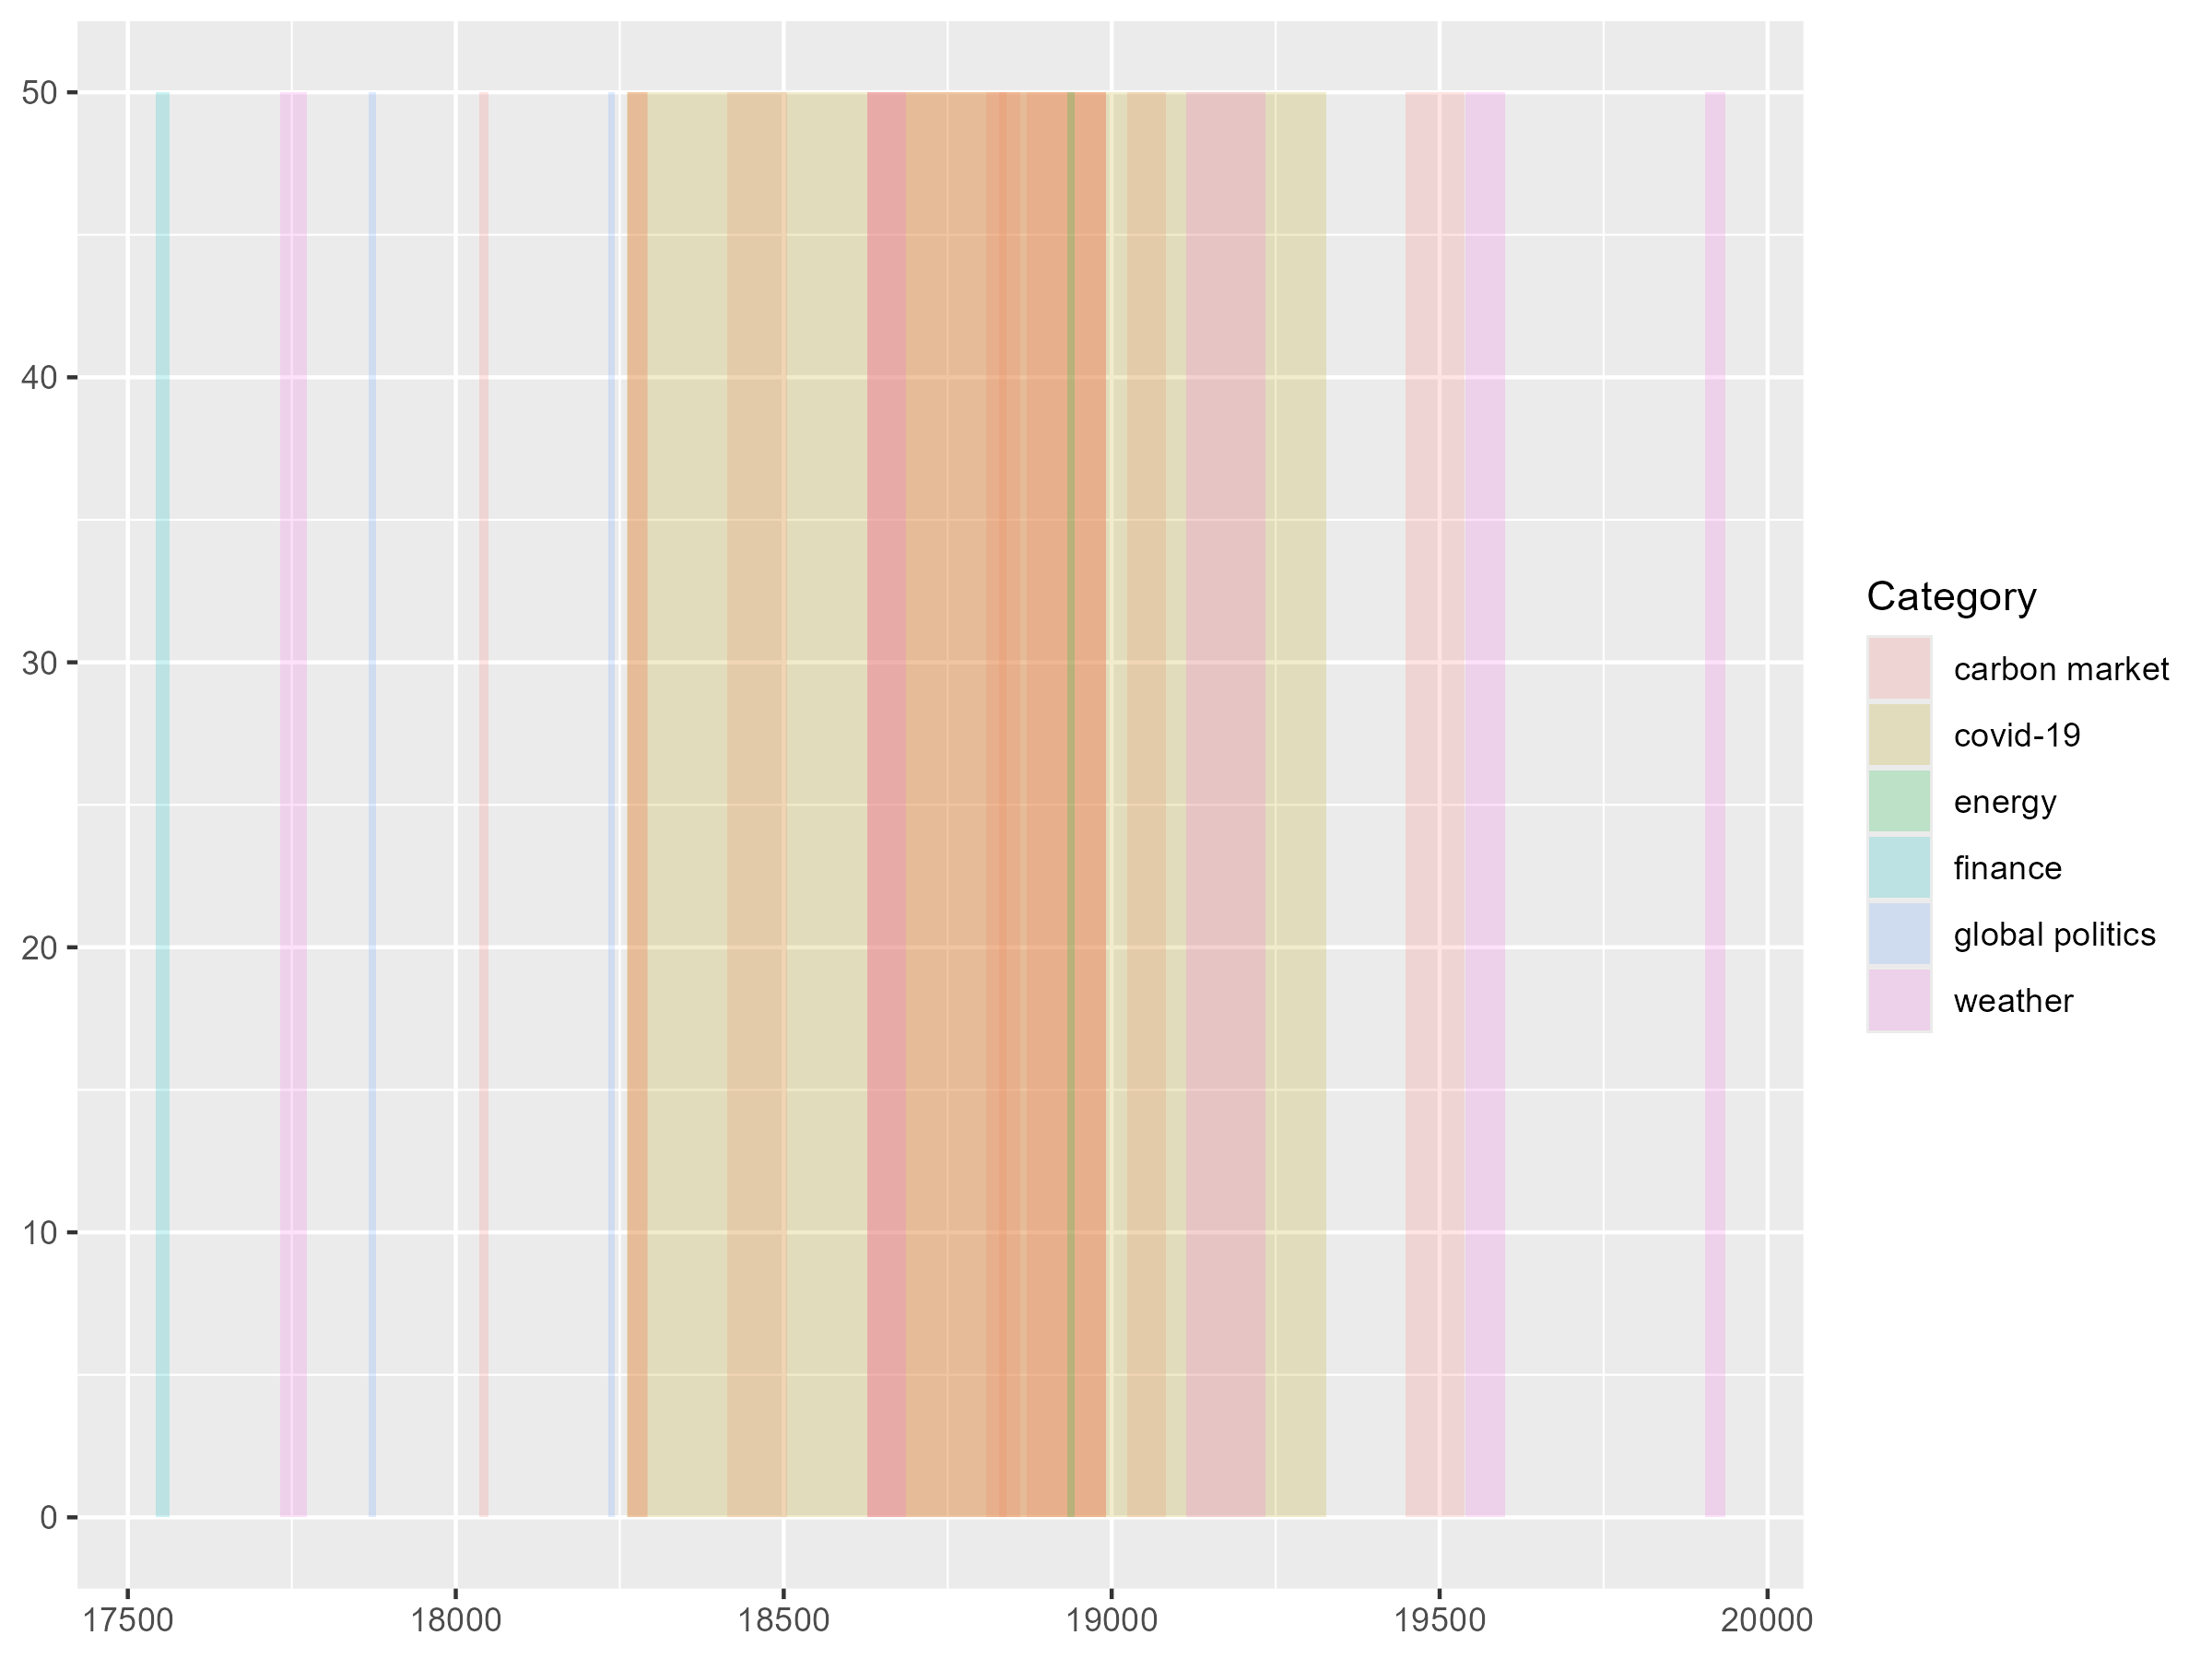 50
40
30
20
10
0
17500 18000 18500 19000 19500 20000
Category
carbon market
covid-19
energy
finance
global politics
weather